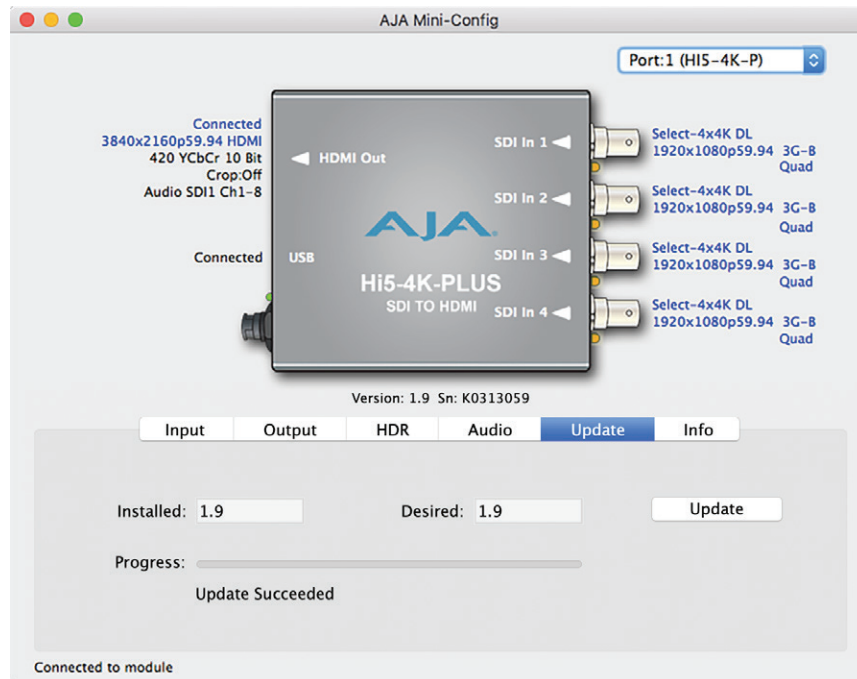 AJA Mini-Config
Port:1 (HI5-4K-P)
Connected
3840x2160p59.94 HDMI
420 YCbCr 10 Bit
Crop:Off
Audio SDI1 Ch1-8
Connected
HDMI Out
USB
AJA
Hi5-4K-PLUS
SDI TO HDMI
SDI In 1
SDI In 2
SDI In 3
SDI In 4
Select-4x4K DL
1920x1080p59.94 3G-B
Quad
Select-4x4K DL
1920x1080p59.94 3G-B
Quad
Select-4x4K DL
1920x1080p59.94 3G-B
Quad
Select-4x4K DL
1920x1080p59.94 3G-B
Quad
Version: 1.9 Sn: K0313059
Input Output HDR Audio Update Info
Installed: 1.9 Desired: 1.9 Update
Progress:
Update Succeeded
Connected to module